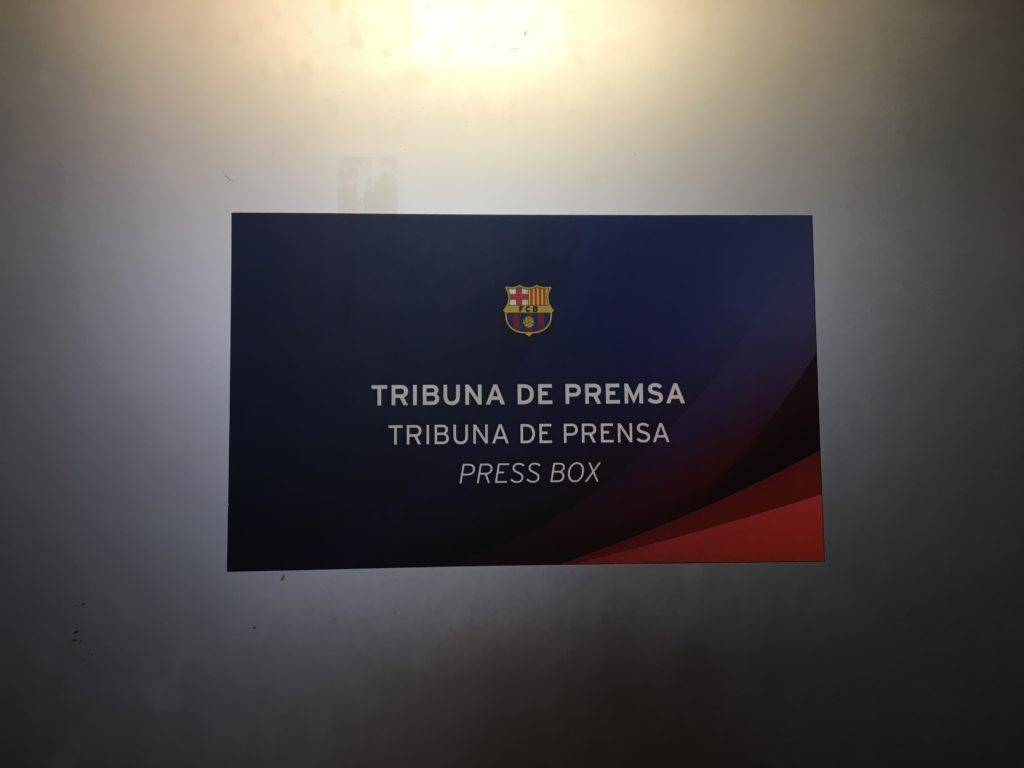 FCB
TRIBUNA DE PREMSA
TRIBUNA DE PRENSA
PRESS BOX